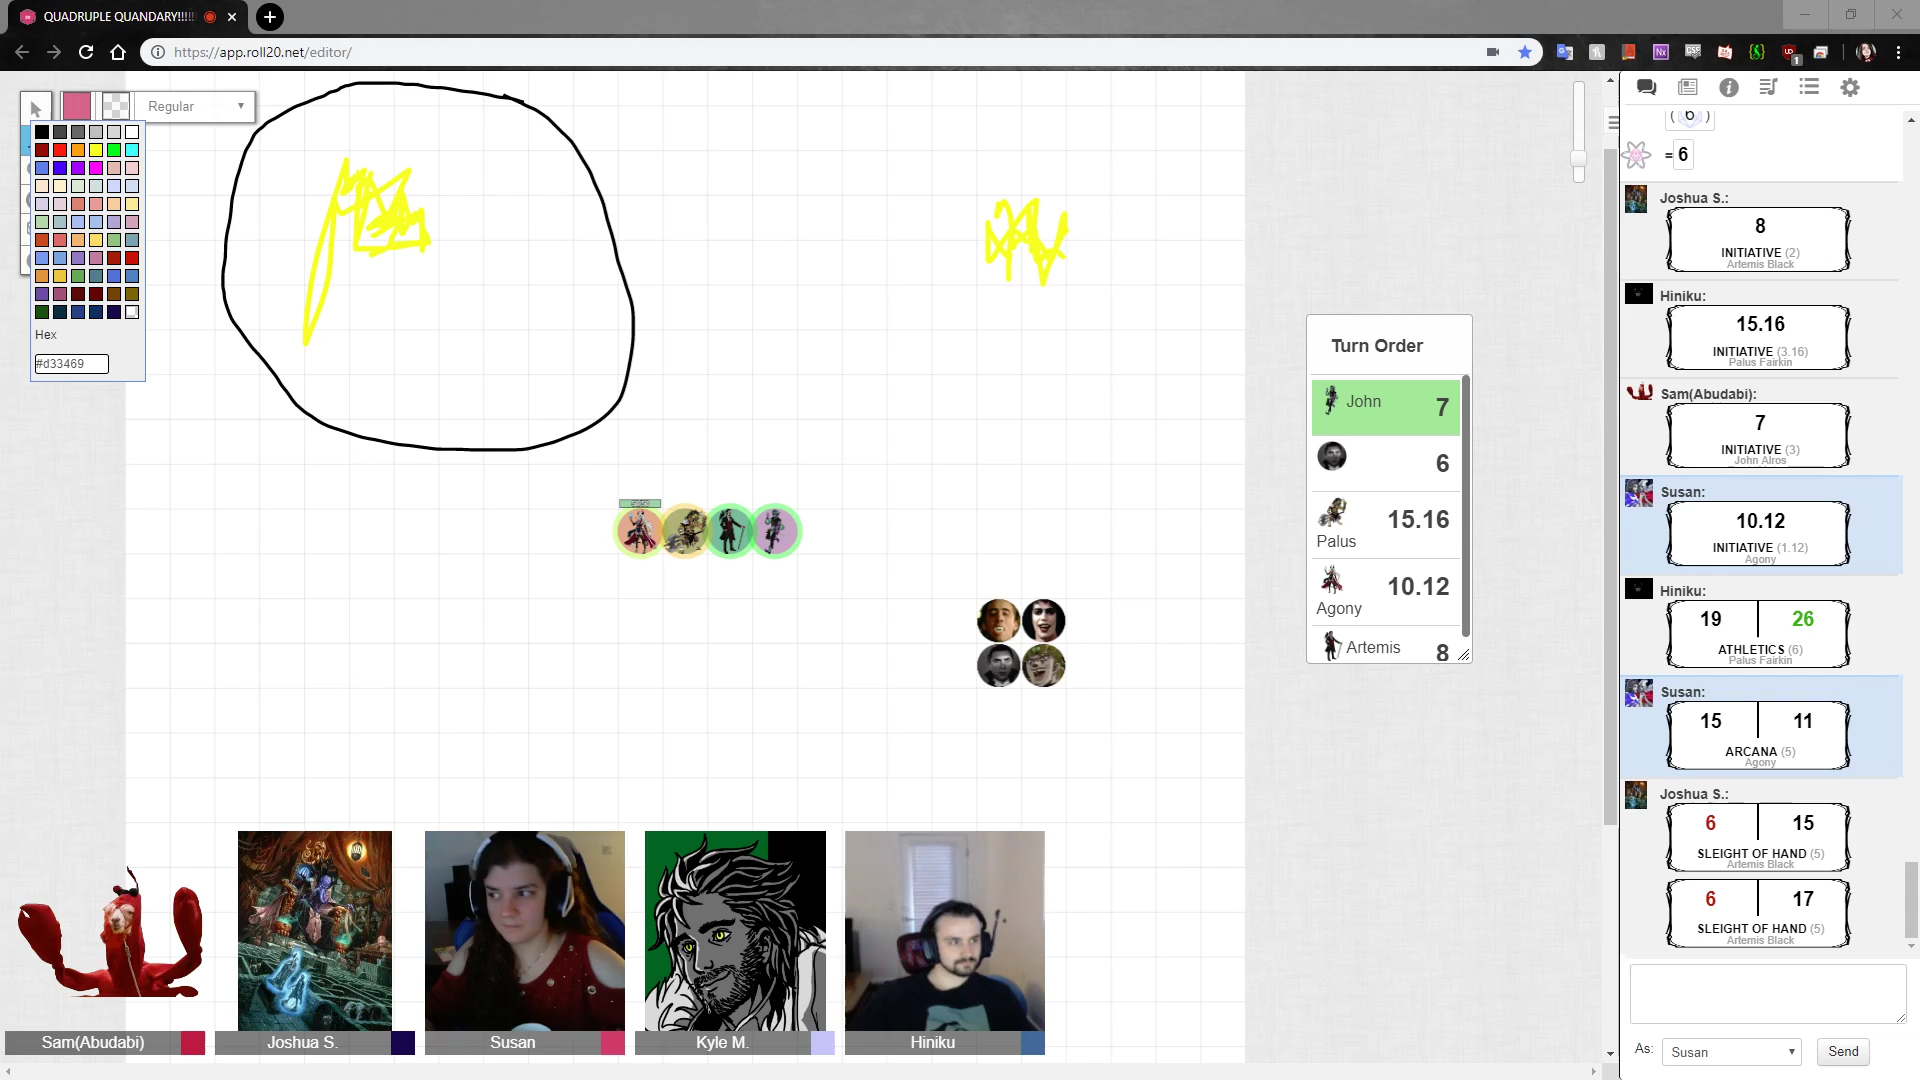 QUADRUPLE QUANDARY!!!!!
https://app.roll20.net/editor/
Regular
Hex
#d33469
Turn Order
John 7
6
Palus 15.16
Agony 10.12
Artemis 8
(6)
=6
Joshua S.:
8
INITIATIVE (2)
Artemis Black
Hiniku:
15.16
INITIATIVE (3.16)
Palus Fairkin
Sam(Abudabi):
7
INITIATIVE (3)
John Alros
Susan:
10.12
INITIATIVE (1.12)
Agony
Hiniku:
19 26
ATHLETICS (6)
Palus Fairkin
Susan:
15 11
ARCANA (5)
Agony
Joshua S.:
6 15
SLEIGHT OF HAND (5)
Artemis Black
6 17
SLEIGHT OF HAND (5)
Artemis Black
As: Susan Send
Sam(Abudabi) Joshua S. Susan Kyle M. Hiniku